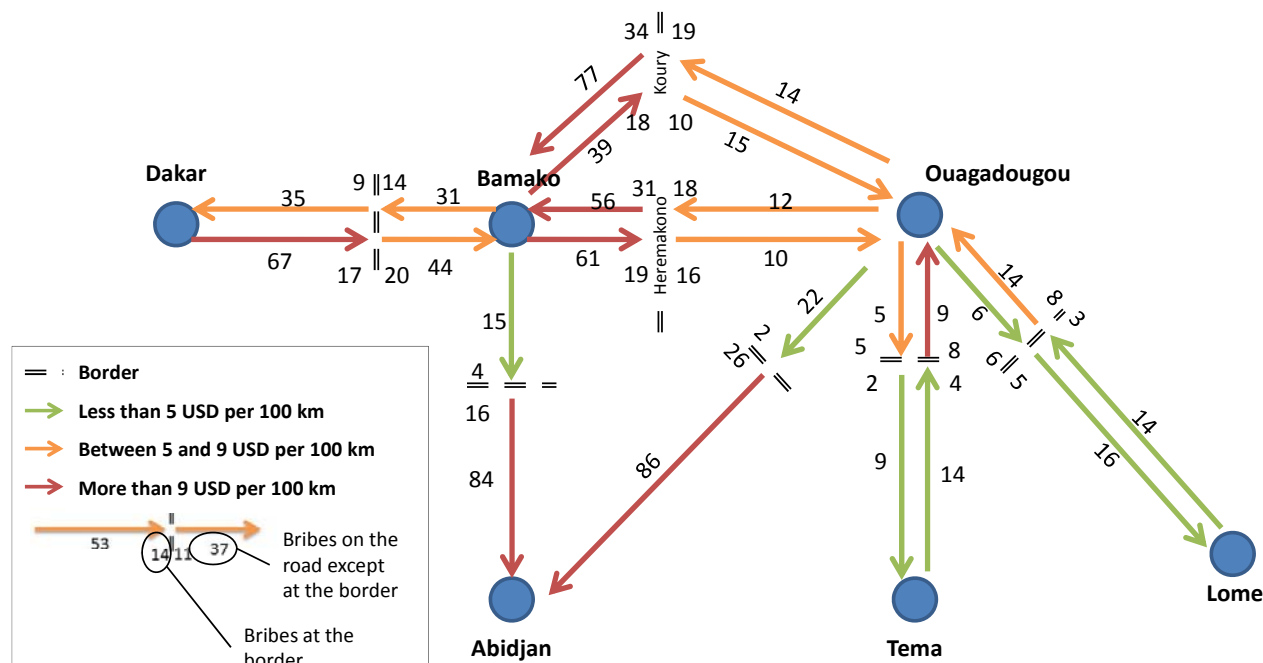 34 19
77
Koury
14
18 10
39
15
Dakar
Bamako
Ouagadougou
9 14
35
31
31 18
56
12
67
17 20
44
61
Heremakono
19 16
10
15
22
5
9
14
6
8 3
2
26
5
8
6 5
2
4
4
16
14
16
84
86
9
14
Border
Less than 5 USD per 100 km
Between 5 and 9 USD per 100 km
More than 9 USD per 100 km
53
14 11 37
Bribes on the
road except
at the border
Bribes at the
border
Abidjan
Tema
Lome